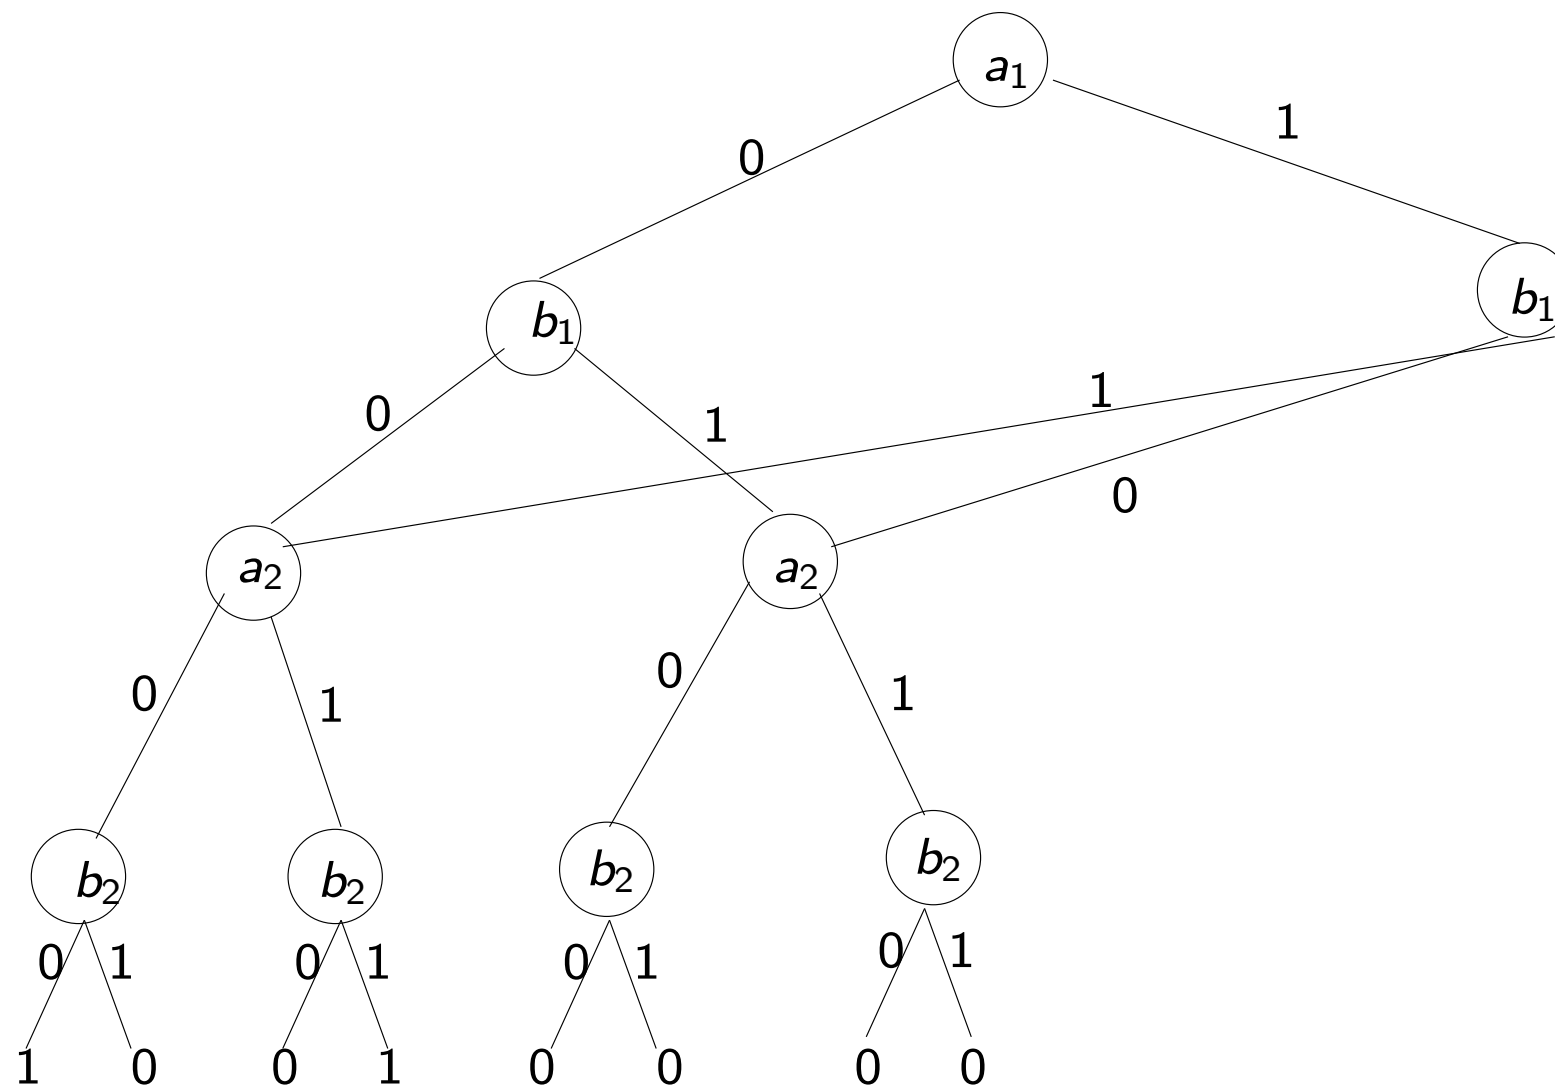 a₁
0 1
b₁ b₁
0 1 1 0
a₂ a₂
0 1 0 1
b₂ b₂ b₂ b₂
0 1 0 1 0 1 0 1
1 0 0 1 0 0 0 0